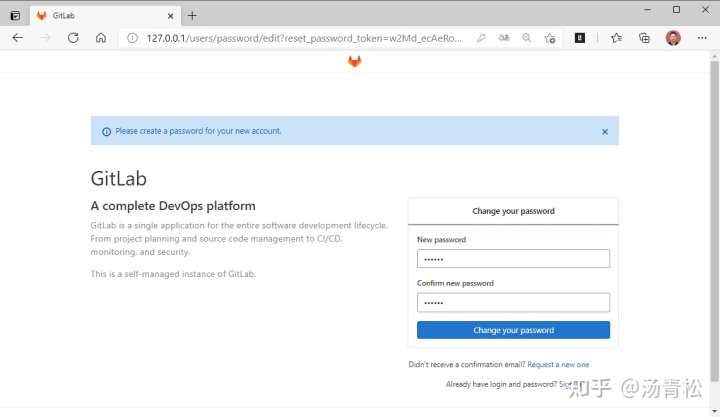 GitLab
127.0.0.1/users/password/edit?reset_password_token=w2Md_ecAeRo...
Please create a password for your new account.
GitLab
A complete DevOps platform
GitLab is a single application for the entire software development lifecycle.
From project planning and source code management to CI/CD,
monitoring, and security.
This is a self-managed instance of GitLab.
Change your password
New password
••••••
Confirm new password
••••••
Change your password
Didn't receive a confirmation email? Request a new one
Already have login and password?
知乎 @汤青松